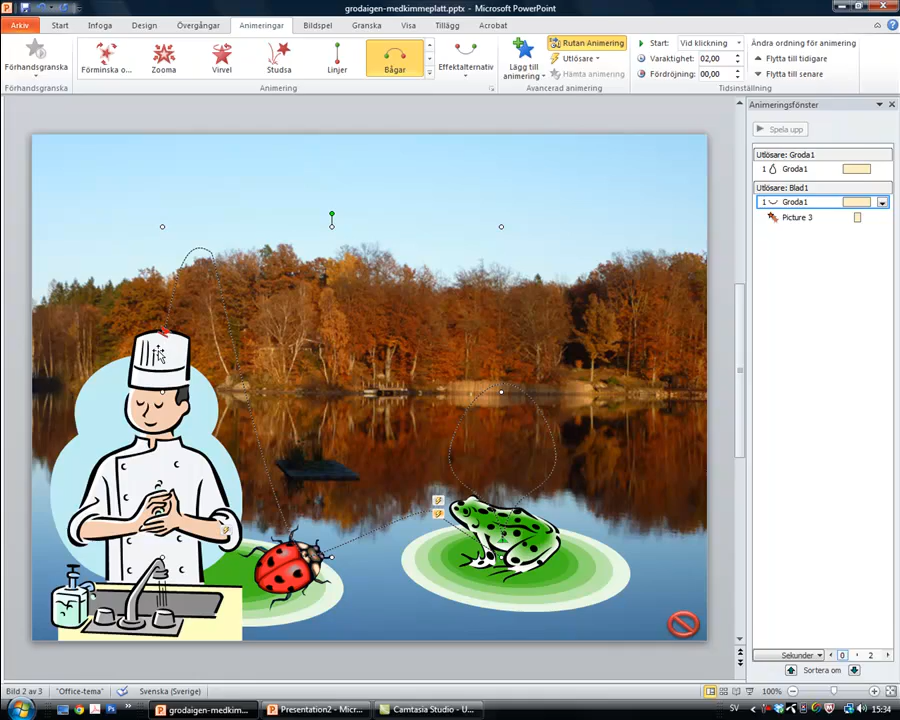 grodaigen-medkimmeplatt.pptx - Microsoft PowerPoint
Arkiv Start Infoga Design Övergångar Animeringar Bildspel Granska Visa Tillägg Acrobat
Förhandsgranska Förminska o... Zooma Virvel Studsa Linjer Bågar Effektalternativ Lägg till animering Rutan Animering Start: Vid klickning Ändra ordning för animering
Utlösare Varaktighet: 02,00 Flytta till tidigare
Hämta animering Fördröjning: 00,00 Flytta till senare
Förhandsgranska Animering Avancerad animering Tidsinställning
Animeringsfönster
Spela upp
Utlösare: Groda1
1 Groda1
Utlösare: Blad1
1 Groda1
Picture 3
Sekunder 0 2
Sortera om
Bild 2 av 3 "Office-tema" Svenska (Sverige) 100%
grodaigen-medkim... Presentation2 - Micr... Camtasia Studio - U... SV 15:34